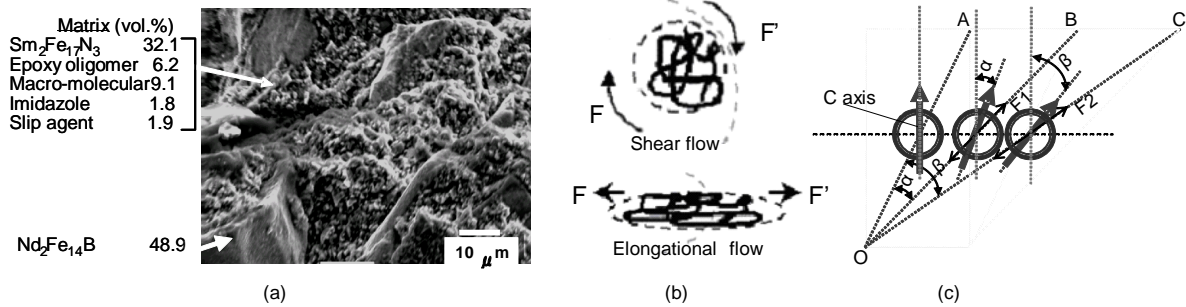 Matrix (vol.%)
Sm2Fe17N3 32.1
Epoxy oligomer 6.2
Macro-molecular 9.1
Imidazole 1.8
Slip agent 1.9
Nd2Fe14B 48.9
10 μm
(a)
F'
F
Shear flow
F F'
Elongational flow
(b)
A B C
α β
F1
F2
C axis
β
α
O
(c)